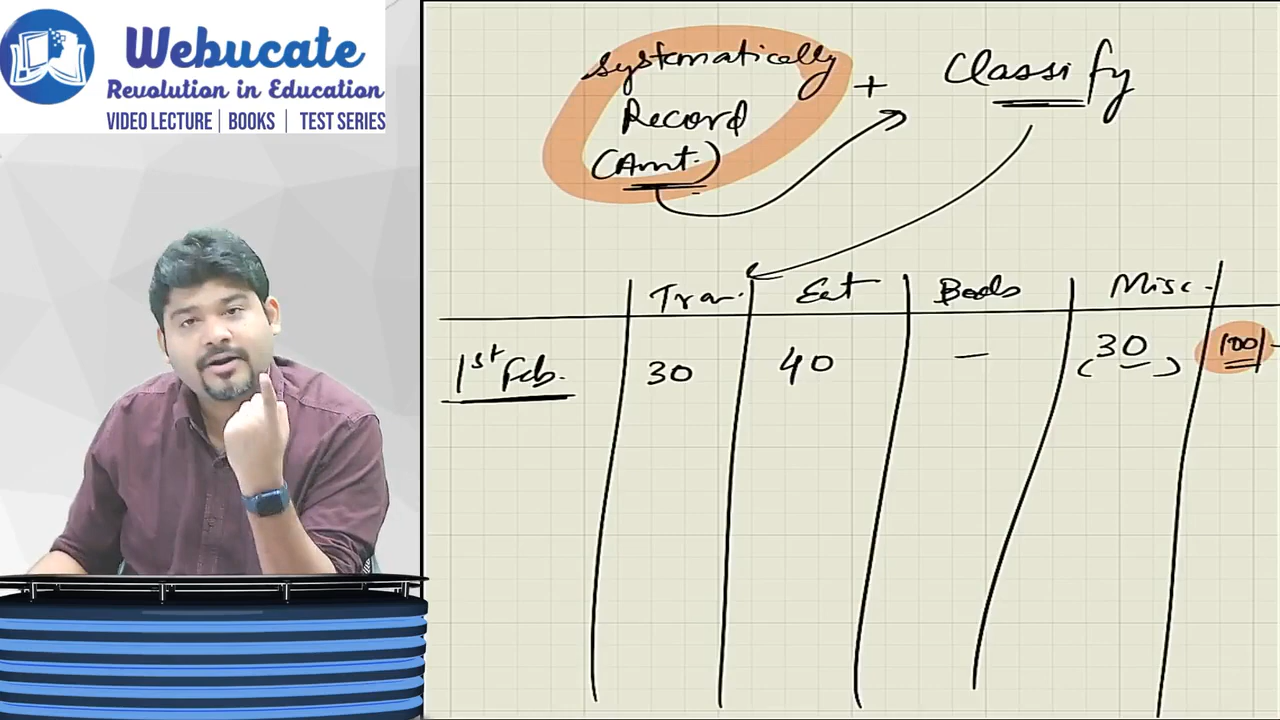 Webucate
Revolution in Education
VIDEO LECTURE | BOOKS | TEST SERIES
Systematically + Classify
Record
(Amt.)
Tran. Eat Books Misc.
1st Feb. 30 40 — (30) 100/-